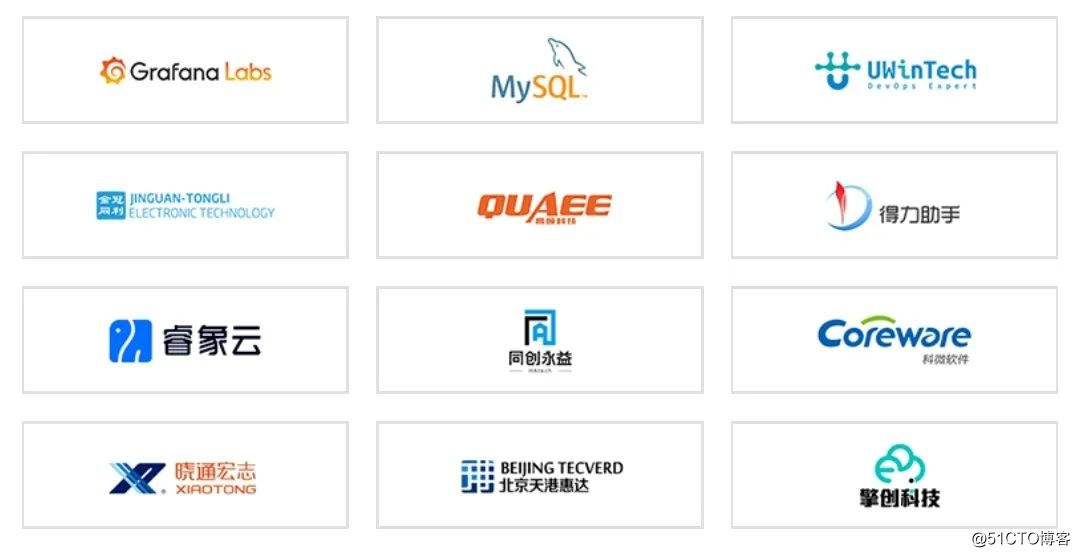 Grafana Labs
MySQL™
UWinTech
DevOps Expert
金冠同利
JINGUAN-TONGLI
ELECTRONIC TECHNOLOGY
QUAEE
得力助手
睿象云
同创永益
Coreware
科微软件
晓通宏志
XIAOTONG
BEIJING TECVERD
北京天港惠达
擎创科技
@51CTO博客